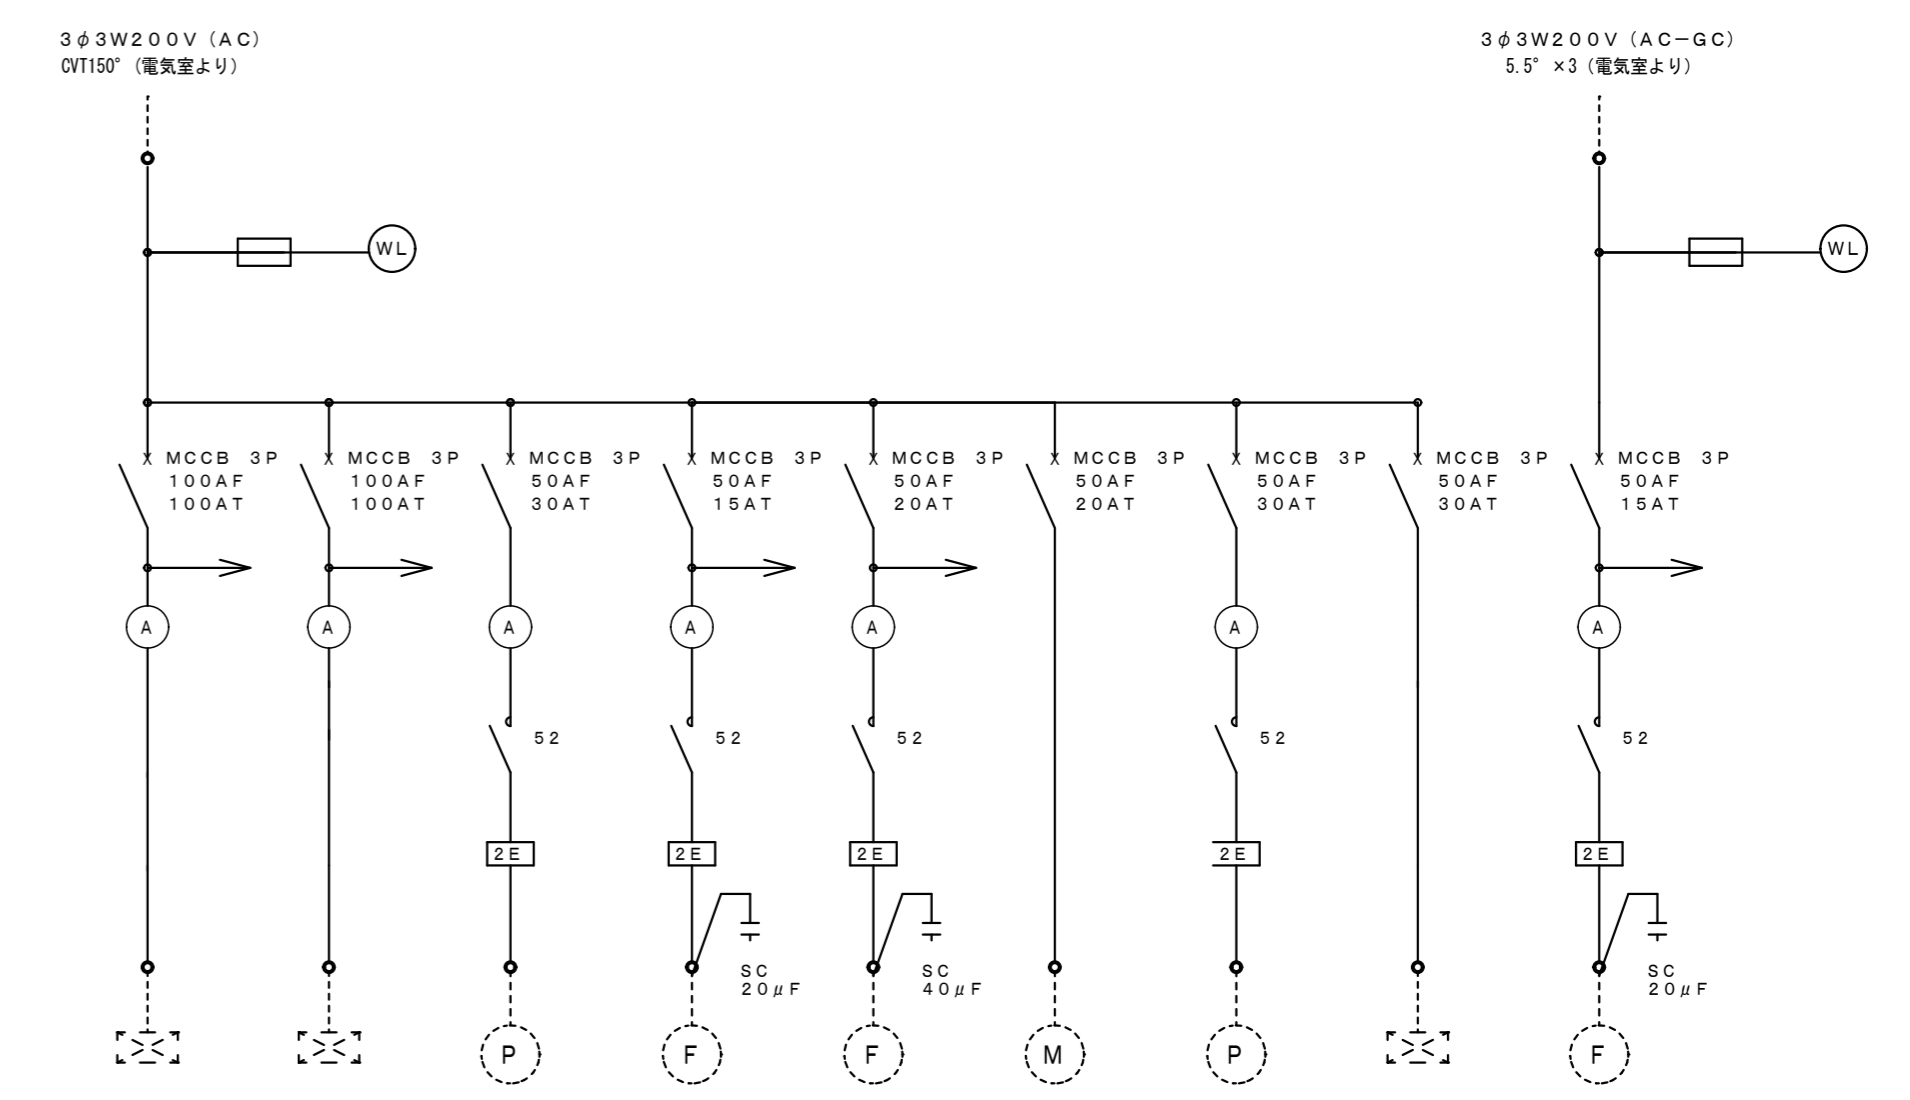 3φ3W200V(AC)
CVT150°(電気室より)
3φ3W200V(AC-GC)
5.5°×3(電気室より)
WL
WL
MCCB 3P
100AF
100AT
MCCB 3P
100AF
100AT
MCCB 3P
50AF
30AT
MCCB 3P
50AF
15AT
MCCB 3P
50AF
20AT
MCCB 3P
50AF
20AT
MCCB 3P
50AF
30AT
MCCB 3P
50AF
30AT
MCCB 3P
50AF
15AT
A
A
A
A
A
A
A
52
52
52
52
52
2E
2E
2E
2E
2E
SC
20μF
SC
40μF
SC
20μF
P
F
F
M
P
F